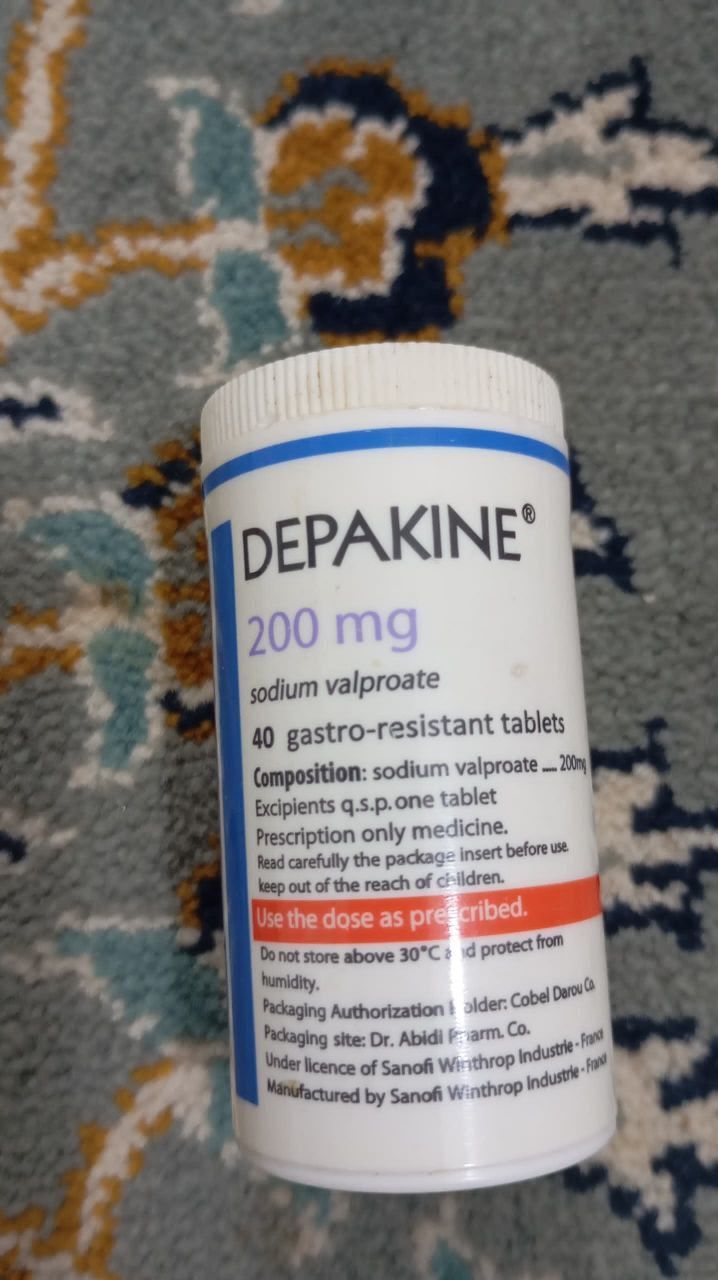 DEPAKINE®
200 mg
sodium valproate
40 gastro-resistant tablets
Composition: sodium valproate ..... 200mg
Excipients q.s.p. one tablet
Prescription only medicine.
Read carefully the package insert before use.
keep out of the reach of children.
Use the dose as prescribed.
Do not store above 30°C and protect from
humidity.
Packaging Authorization Holder: Cobel Darou Co.
Packaging site: Dr. Abidi Pharm. Co.
Under licence of Sanofi Winthrop Industrie - France
Manufactured by Sanofi Winthrop Industrie - France